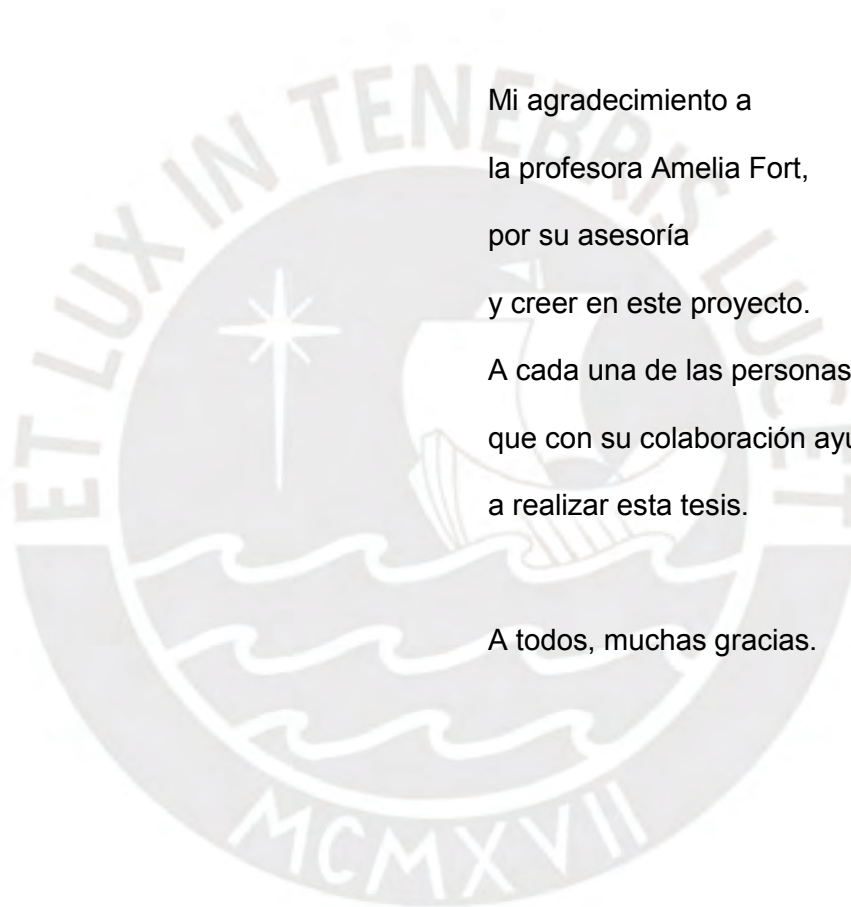 ET LUX IN TENEBRIS LUCET
Mi agradecimiento a
la profesora Amelia Fort,
por su asesoría
y creer en este proyecto.
A cada una de las personas
que con su colaboración
a realizar esta tesis.
A todos, muchas gracias.
MCMXVII